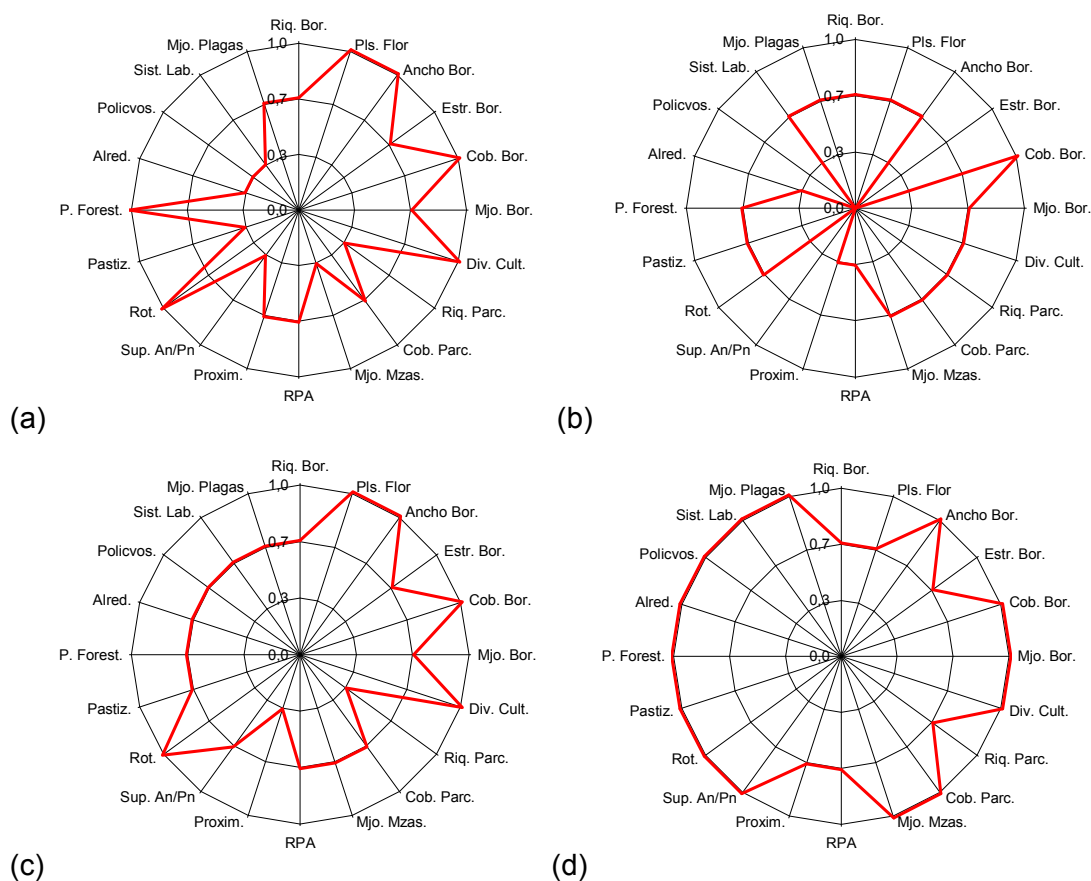 Riq. Bor.
1,0
Mjo. Plagas
Pls. Flor
Sist. Lab.
Ancho Bor.
Policvos.
0,7
Estr. Bor.
Alred.
0,3
Cob. Bor.
P. Forest.
0,0
Mjo. Bor.
Pastiz.
Div. Cult.
Rot.
Riq. Parc.
Sup. An/Pn
Cob. Parc.
Proxim.
Mjo. Mzas.
RPA
(a)
Riq. Bor.
1,0
Mjo. Plagas
Pls. Flor
Sist. Lab.
Ancho Bor.
Policvos.
0,7
Estr. Bor.
Alred.
0,3
Cob. Bor.
P. Forest.
0,0
Mjo. Bor.
Pastiz.
Div. Cult.
Rot.
Riq. Parc.
Sup. An/Pn
Cob. Parc.
Proxim.
Mjo. Mzas.
RPA
(b)
Riq. Bor.
1,0
Mjo. Plagas
Pls. Flor
Sist. Lab.
Ancho Bor.
Policvos.
0,7
Estr. Bor.
Alred.
0,3
Cob. Bor.
P. Forest.
0,0
Mjo. Bor.
Pastiz.
Div. Cult.
Rot.
Riq. Parc.
Sup. An/Pn
Cob. Parc.
Proxim.
Mjo. Mzas.
RPA
(c)
Riq. Bor.
1,0
Mjo. Plagas
Pls. Flor
Sist. Lab.
Ancho Bor.
Policvos.
0,7
Estr. Bor.
Alred.
0,3
Cob. Bor.
P. Forest.
0,0
Mjo. Bor.
Pastiz.
Div. Cult.
Rot.
Riq. Parc.
Sup. An/Pn
Cob. Parc.
Proxim.
Mjo. Mzas.
RPA
(d)